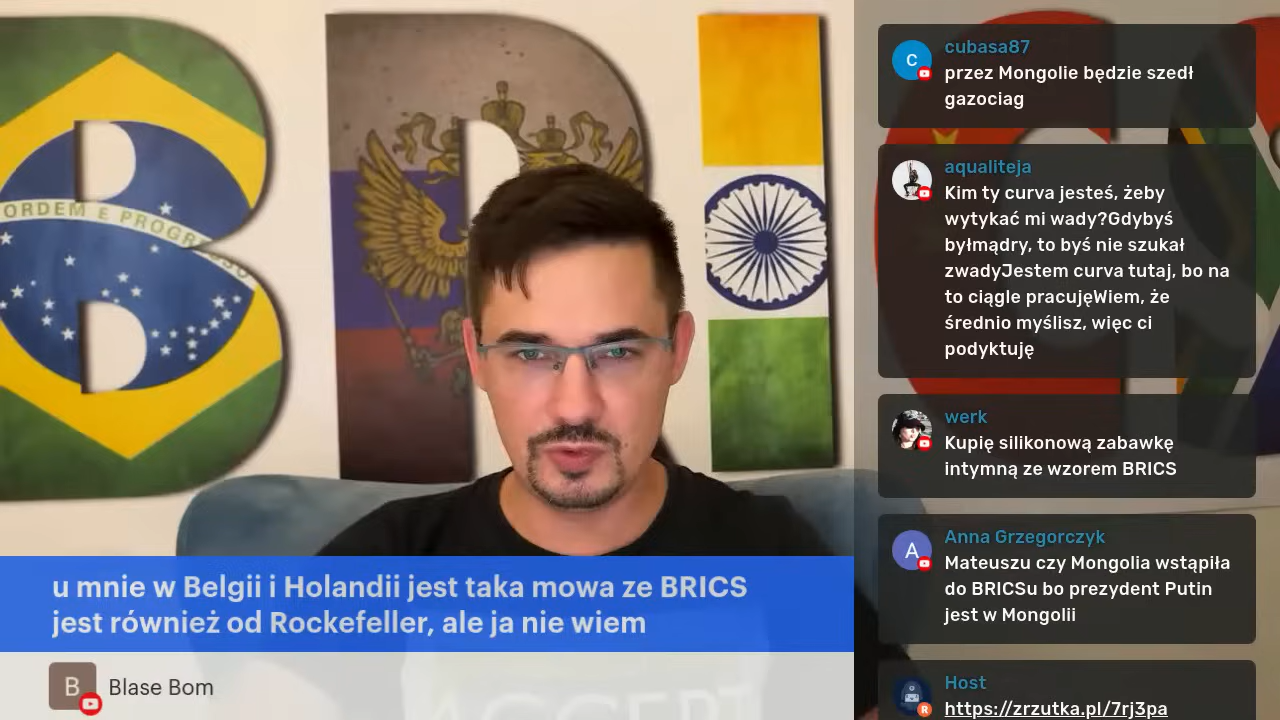 ORDEM E PROGRESSO
u mnie w Belgii i Holandii jest taka mowa ze BRICS
jest również od Rockefeller, ale ja nie wiem
B
Blase Bom
ACCEPT
C
cubasa87
przez Mongolie będzie szedł
gazociag
aqualiteja
Kim ty curva jesteś, żeby
wytykać mi wady?Gdybyś
byłmądry, to byś nie szukał
zwadyJestem curva tutaj, bo na
to ciągle pracujęWiem, że
średnio myślisz, więc ci
podyktuję
werk
Kupię silikonową zabawkę
intymną ze wzorem BRICS
A
Anna Grzegorczyk
Mateuszu czy Mongolia wstąpiła
do BRICSu bo prezydent Putin
jest w Mongolii
Host
R
https://zrzutka.pl/7rj3pa